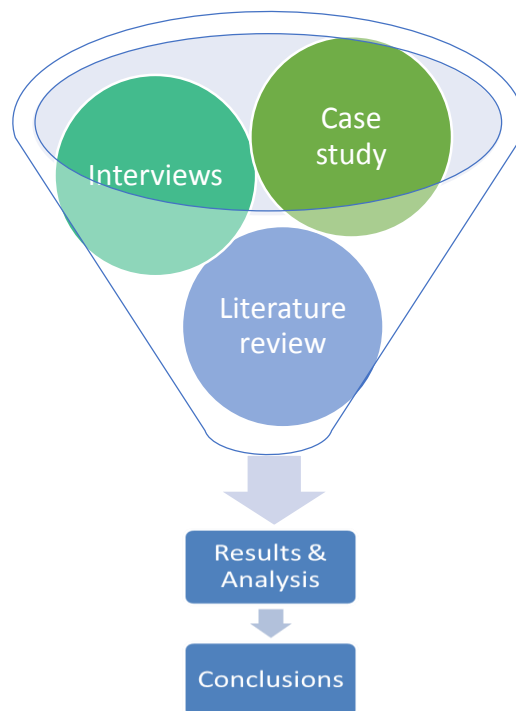 Case
study
Interviews
Literature
review
Results &
Analysis
Conclusions